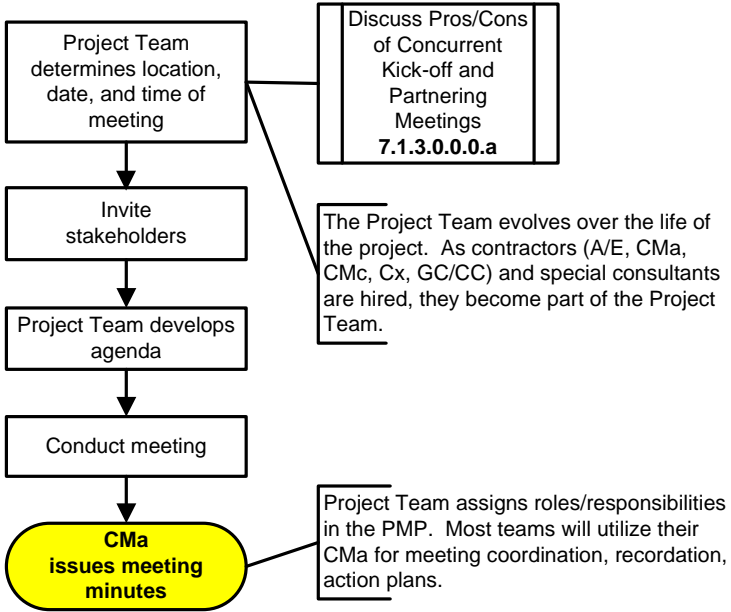 Project Team
determines location,
date, and time of
meeting
Discuss Pros/Cons
of Concurrent
Kick-off and
Partnering
Meetings
7.1.3.0.0.0.a
Invite
stakeholders
The Project Team evolves over the life of
the project.  As contractors (A/E, CMa,
CMc, Cx, GC/CC) and special consultants
are hired, they become part of the Project
Team.
Project Team develops
agenda
Conduct meeting
CMa
issues meeting
minutes
Project Team assigns roles/responsibilities
in the PMP.  Most teams will utilize their
CMa for meeting coordination, recordation,
action plans.